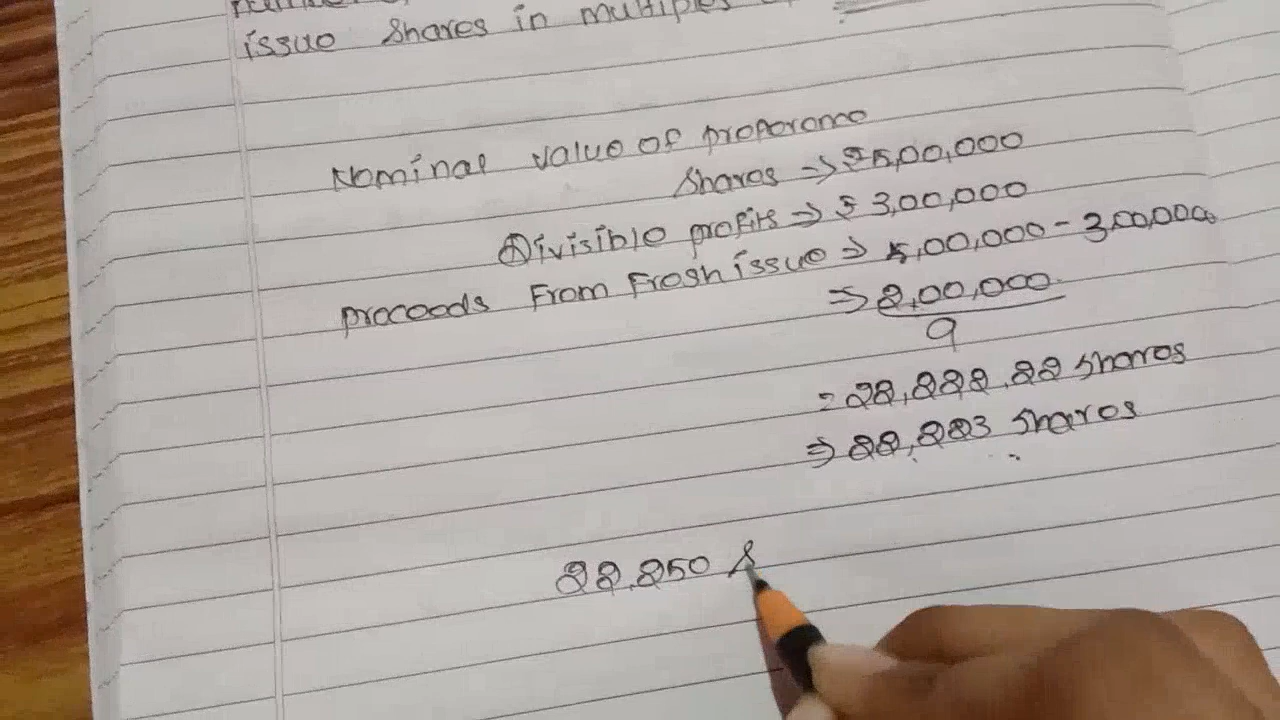 issue shares in multiples
Nominal value of preference
shares => ₹5,00,000
Divisible profits => ₹3,00,000
proceeds From Fresh issue => 5,00,000 - 3,00,000
=> 2,00,000
9
= 22,222.22 shares
=> 22,223 shares
22,250 s